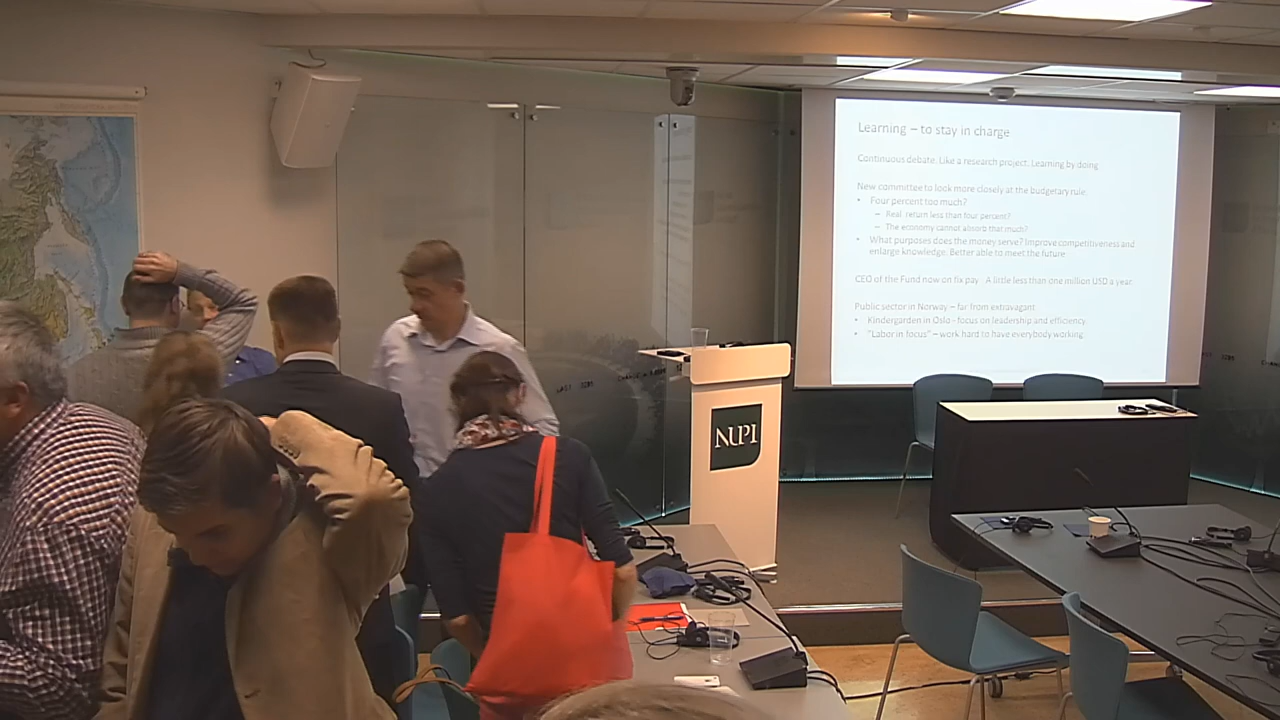 Learning – to stay in charge
Continuous debate. Like a research project. Learning by doing.
New committee to look more closely at the budgetary rule.
• Four percent too much?
– Real return less than four percent?
– The economy cannot absorb that much?
• What purposes does the money serve? Improve competitiveness and
enlarge knowledge. Better able to meet the future.
CEO of the Fund now on fix pay A little less than one million USD a year.
Public sector in Norway – far from extravagant
• Kindergarden in Oslo - focus on leadership and efficiency
• "Labor in focus" – work hard to have everybody working.
NUPI